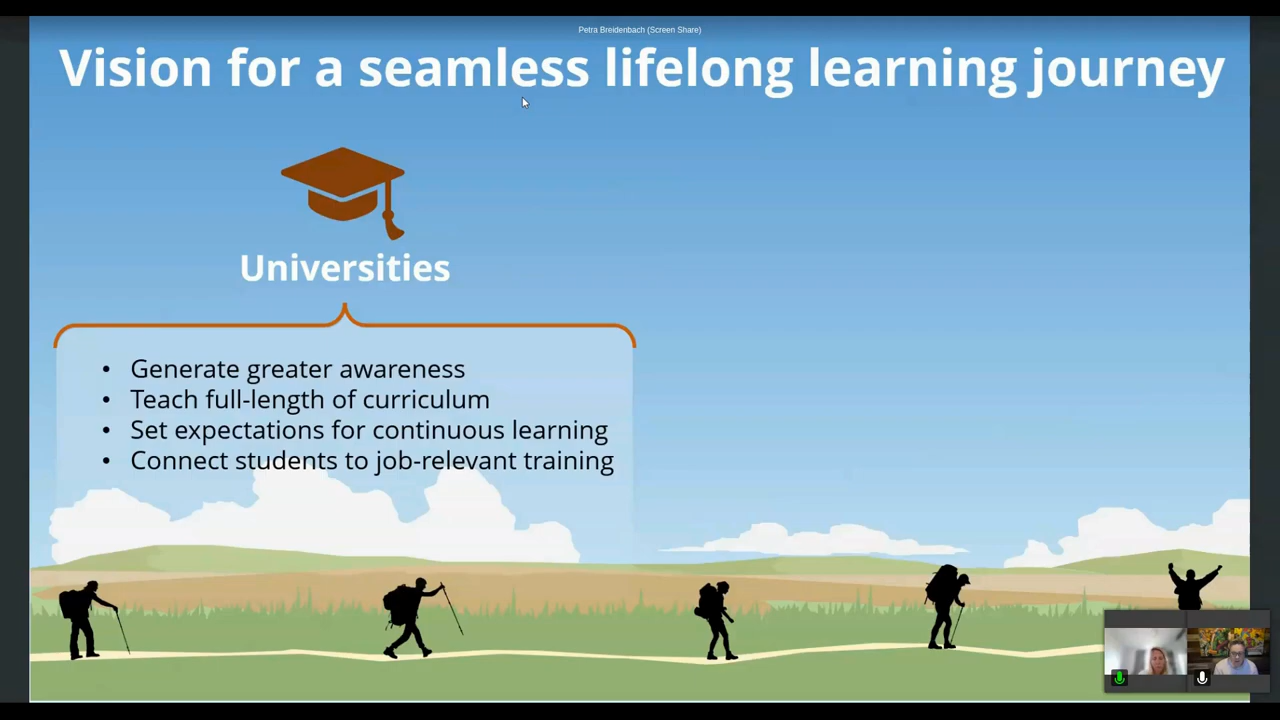 Petra Breidenbach (Screen Share)
Vision for a seamless lifelong learning journey
Universities
• Generate greater awareness
• Teach full-length of curriculum
• Set expectations for continuous learning
• Connect students to job-relevant training